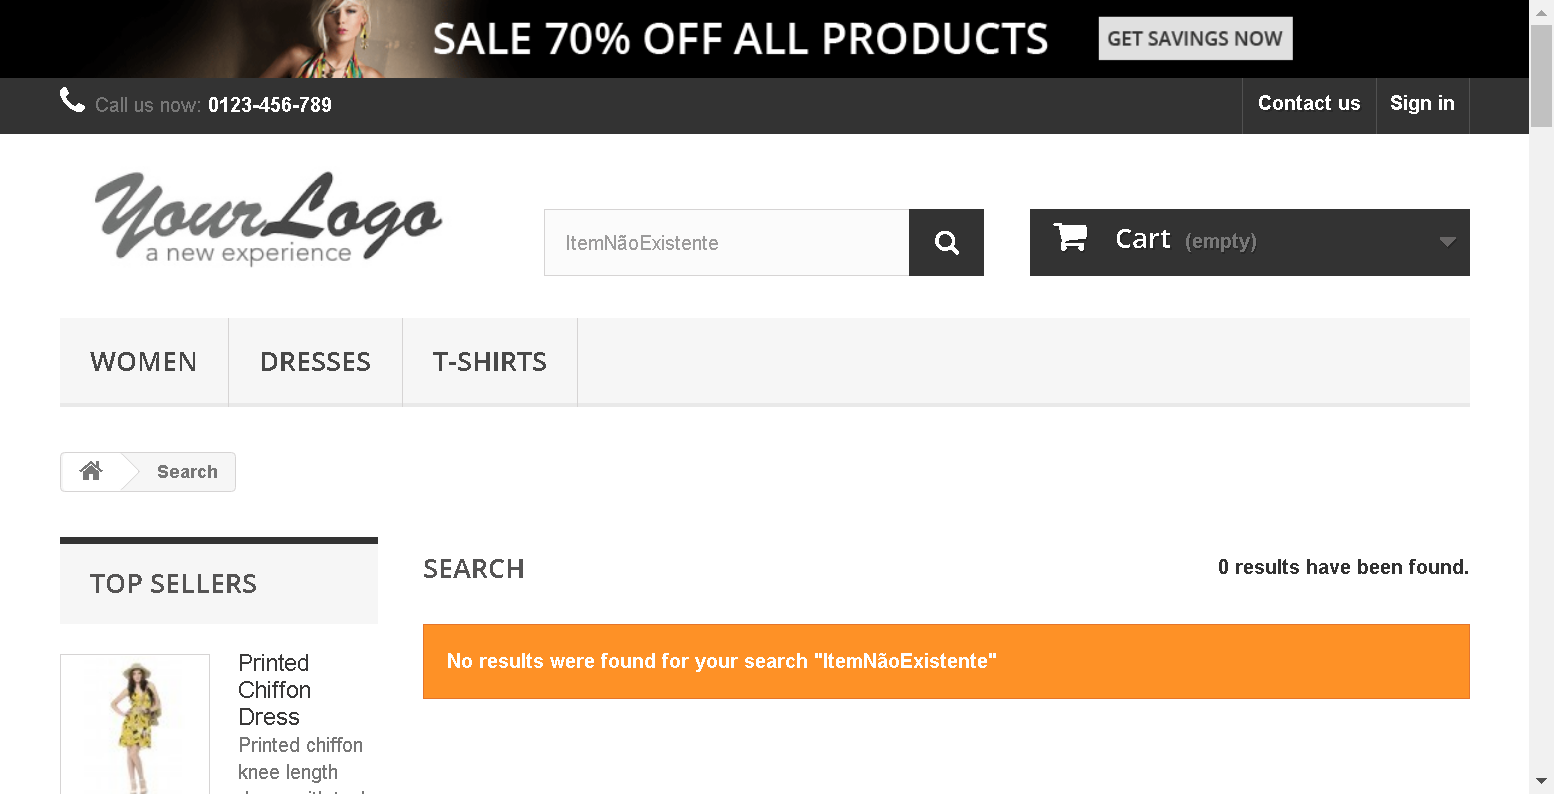 SALE 70% OFF ALL PRODUCTS
GET SAVINGS NOW
Call us now: 0123-456-789
Contact us
Sign in
YourLogo
a new experience
ItemNãoExistente
Cart (empty)
WOMEN
DRESSES
T-SHIRTS
Search
TOP SELLERS
Printed
Chiffon
Dress
Printed chiffon
knee length
SEARCH
0 results have been found.
No results were found for your search "ItemNãoExistente"